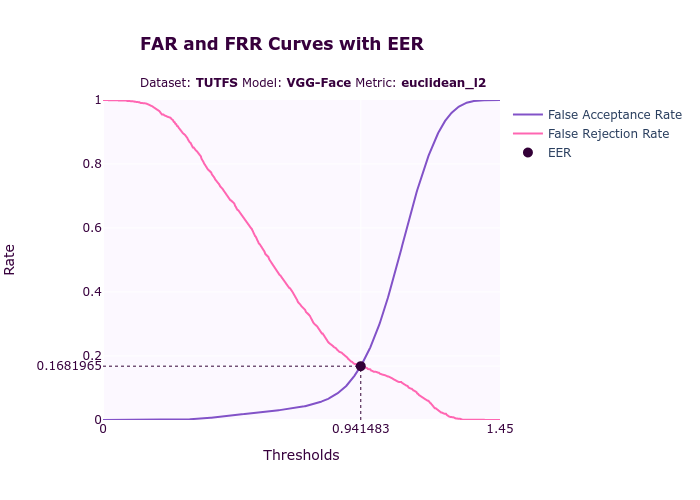 FAR and FRR Curves with EER
Dataset: TUTFS Model: VGG-Face Metric: euclidean_l2
False Acceptance Rate
False Rejection Rate
EER
Rate
1
0.8
0.6
0.4
0.2
0.1681965
0
0
0.941483
1.45
Thresholds